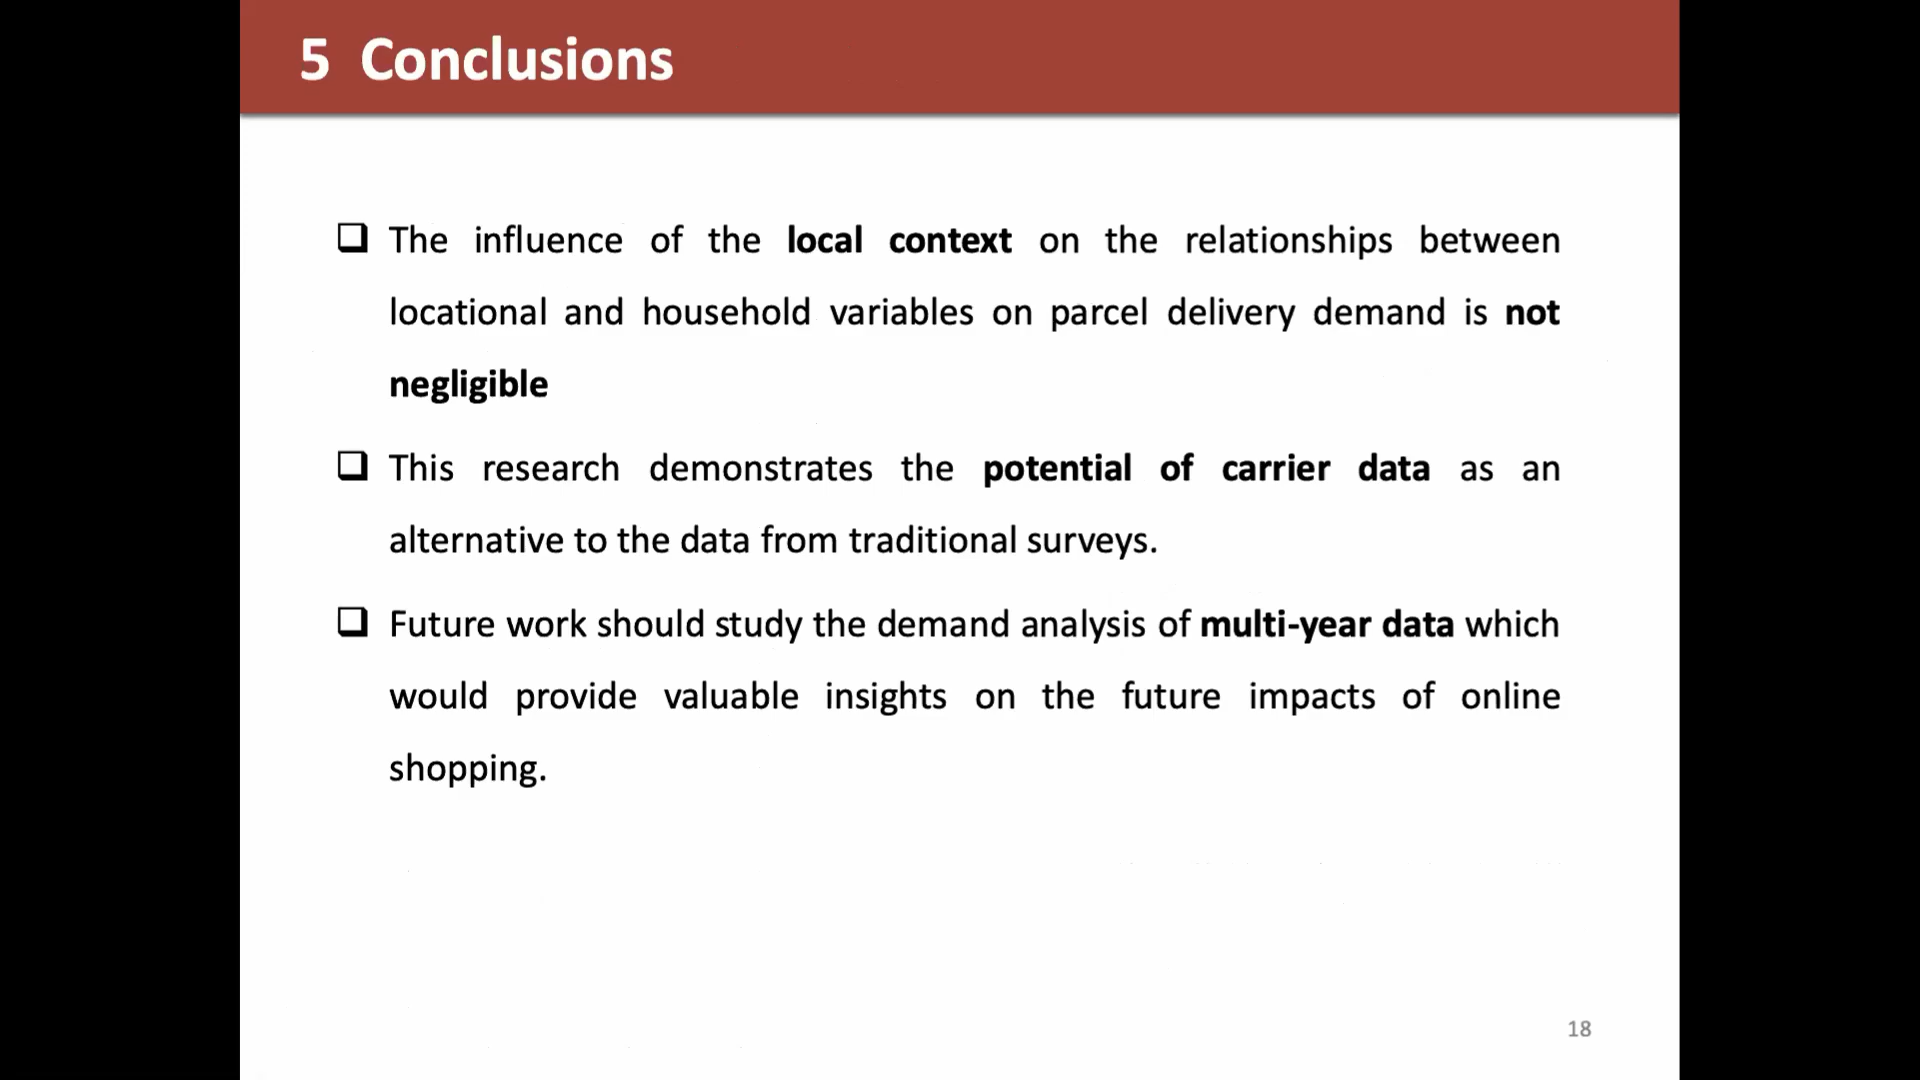 5 Conclusions
The influence of the local context on the relationships between
locational and household variables on parcel delivery demand is not
negligible
This research demonstrates the potential of carrier data as an
alternative to the data from traditional surveys.
Future work should study the demand analysis of multi-year data which
would provide valuable insights on the future impacts of online
shopping.
18